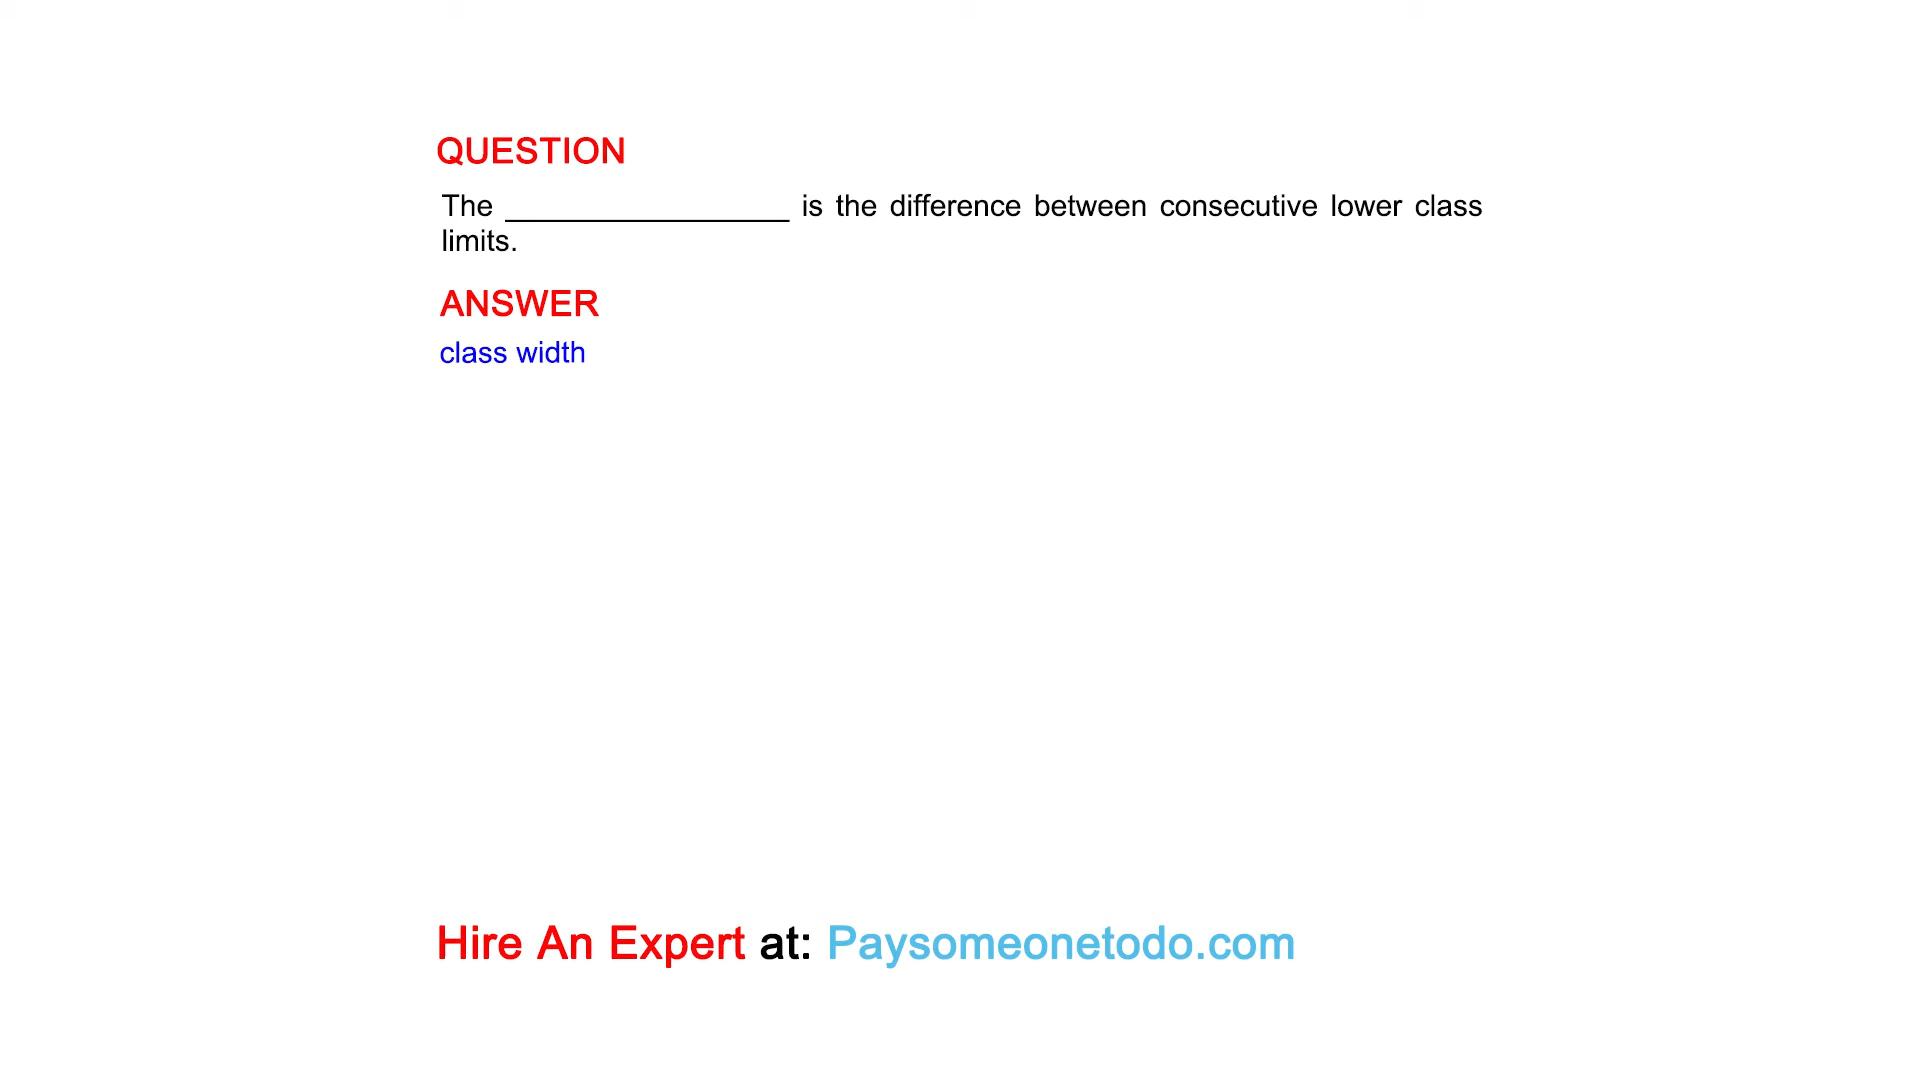 QUESTION
The _________________ is the difference between consecutive lower class
limits.
ANSWER
class width
Hire An Expert at: Paysomeonetodo.com